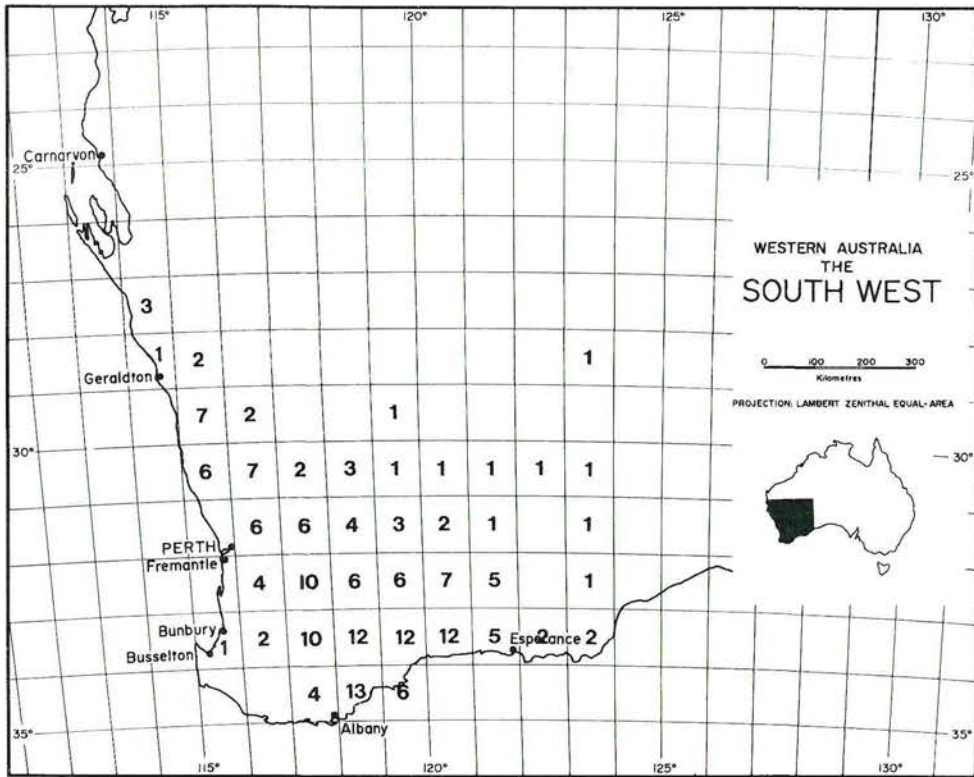 115° 120° 125° 130°
Carnarvon
25° 25°
WESTERN AUSTRALIA
THE
SOUTH WEST
3
1 2 1
Geraldton
0 100 200 300
Kilometres
PROJECTION: LAMBERT ZENITHAL EQUAL-AREA
7 2 1
30° 30°
6 7 2 3 1 1 1 1 1
6 6 4 3 2 1 1
PERTH
Fremantle
4 10 6 6 7 5 1
Bunbury
1 2 10 12 12 12 5 2 2
Esperance
Busselton
4 13 6
Albany
35° 35°
115° 120° 125° 130°